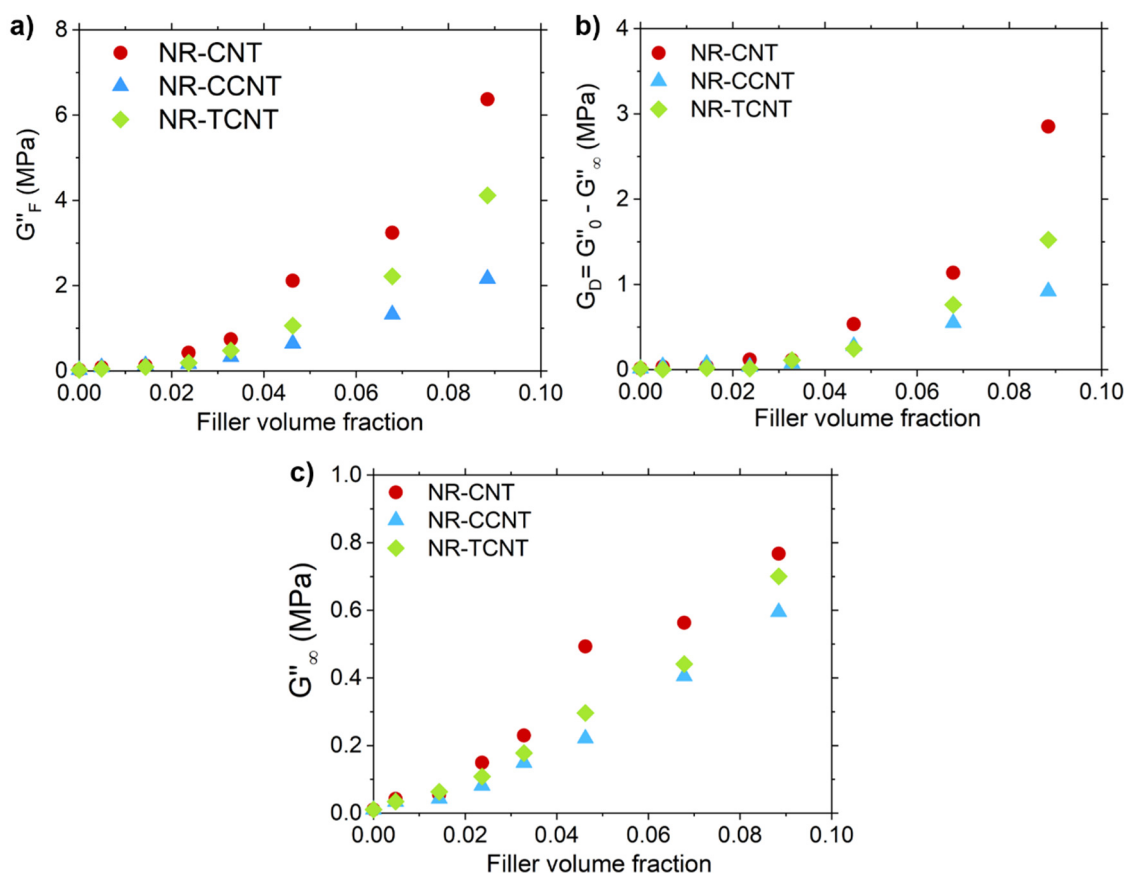 a)
8
6
4
2
0
G"F (MPa)
NR-CNT
NR-CCNT
NR-TCNT
0.00 0.02 0.04 0.06 0.08 0.10
Filler volume fraction
b)
4
3
2
1
0
GD= G"0 - G"∞ (MPa)
NR-CNT
NR-CCNT
NR-TCNT
0.00 0.02 0.04 0.06 0.08 0.10
Filler volume fraction
c)
1.0
0.8
0.6
0.4
0.2
0.0
G"∞ (MPa)
NR-CNT
NR-CCNT
NR-TCNT
0.00 0.02 0.04 0.06 0.08 0.10
Filler volume fraction